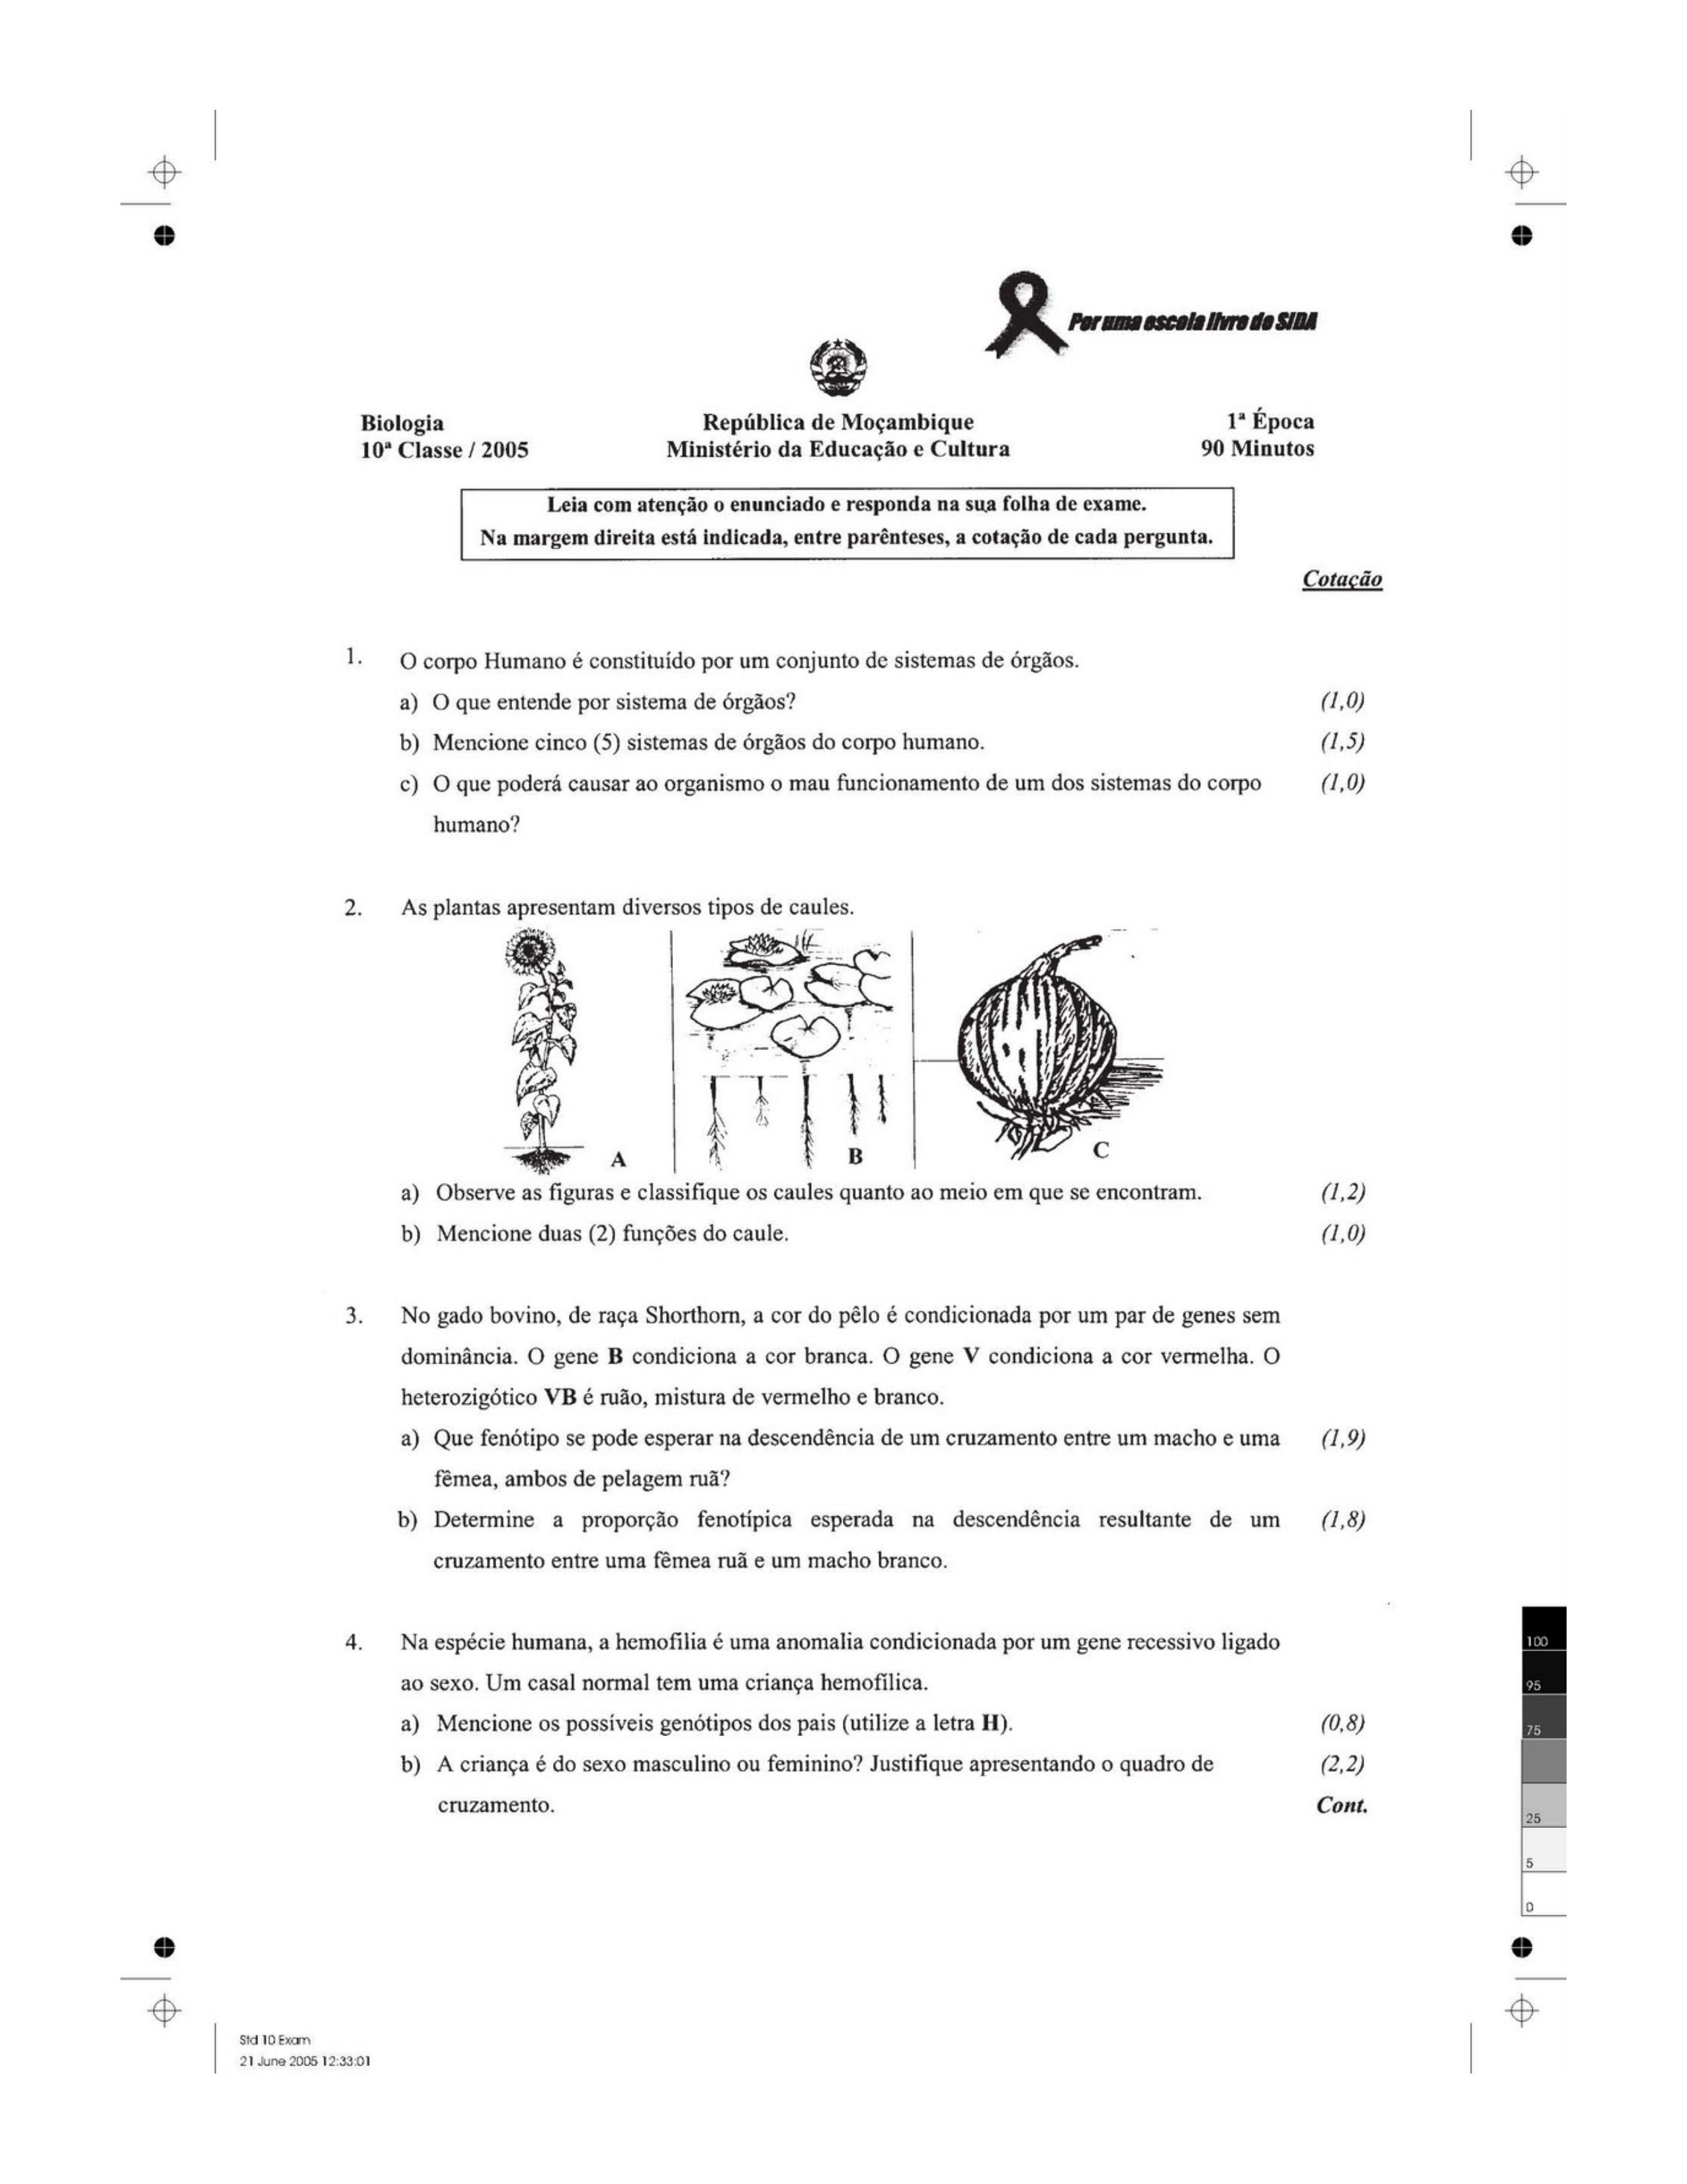 Por uma escola livre do SIDA
Biologia
10ª Classe / 2005
República de Moçambique
Ministério da Educação e Cultura
1ª Época
90 Minutos
Leia com atenção o enunciado e responda na sua folha de exame.
Na margem direita está indicada, entre parênteses, a cotação de cada pergunta.
Cotação
1. O corpo Humano é constituído por um conjunto de sistemas de órgãos.
a) O que entende por sistema de órgãos? (1,0)
b) Mencione cinco (5) sistemas de órgãos do corpo humano. (1,5)
c) O que poderá causar ao organismo o mau funcionamento de um dos sistemas do corpo (1,0)
humano?
2. As plantas apresentam diversos tipos de caules.
A B C
a) Observe as figuras e classifique os caules quanto ao meio em que se encontram. (1,2)
b) Mencione duas (2) funções do caule. (1,0)
3. No gado bovino, de raça Shorthorn, a cor do pêlo é condicionada por um par de genes sem
dominância. O gene B condiciona a cor branca. O gene V condiciona a cor vermelha. O
heterozigótico VB é ruão, mistura de vermelho e branco.
a) Que fenótipo se pode esperar na descendência de um cruzamento entre um macho e uma (1,9)
fêmea, ambos de pelagem ruã?
b) Determine a proporção fenotípica esperada na descendência resultante de um (1,8)
cruzamento entre uma fêmea ruã e um macho branco.
4. Na espécie humana, a hemofilia é uma anomalia condicionada por um gene recessivo ligado
ao sexo. Um casal normal tem uma criança hemofílica.
a) Mencione os possíveis genótipos dos pais (utilize a letra H). (0,8)
b) A criança é do sexo masculino ou feminino? Justifique apresentando o quadro de (2,2)
cruzamento.
Cont.
100
95
75
25
5
0
Std 10 Exam
21 June 2005 12:33:01